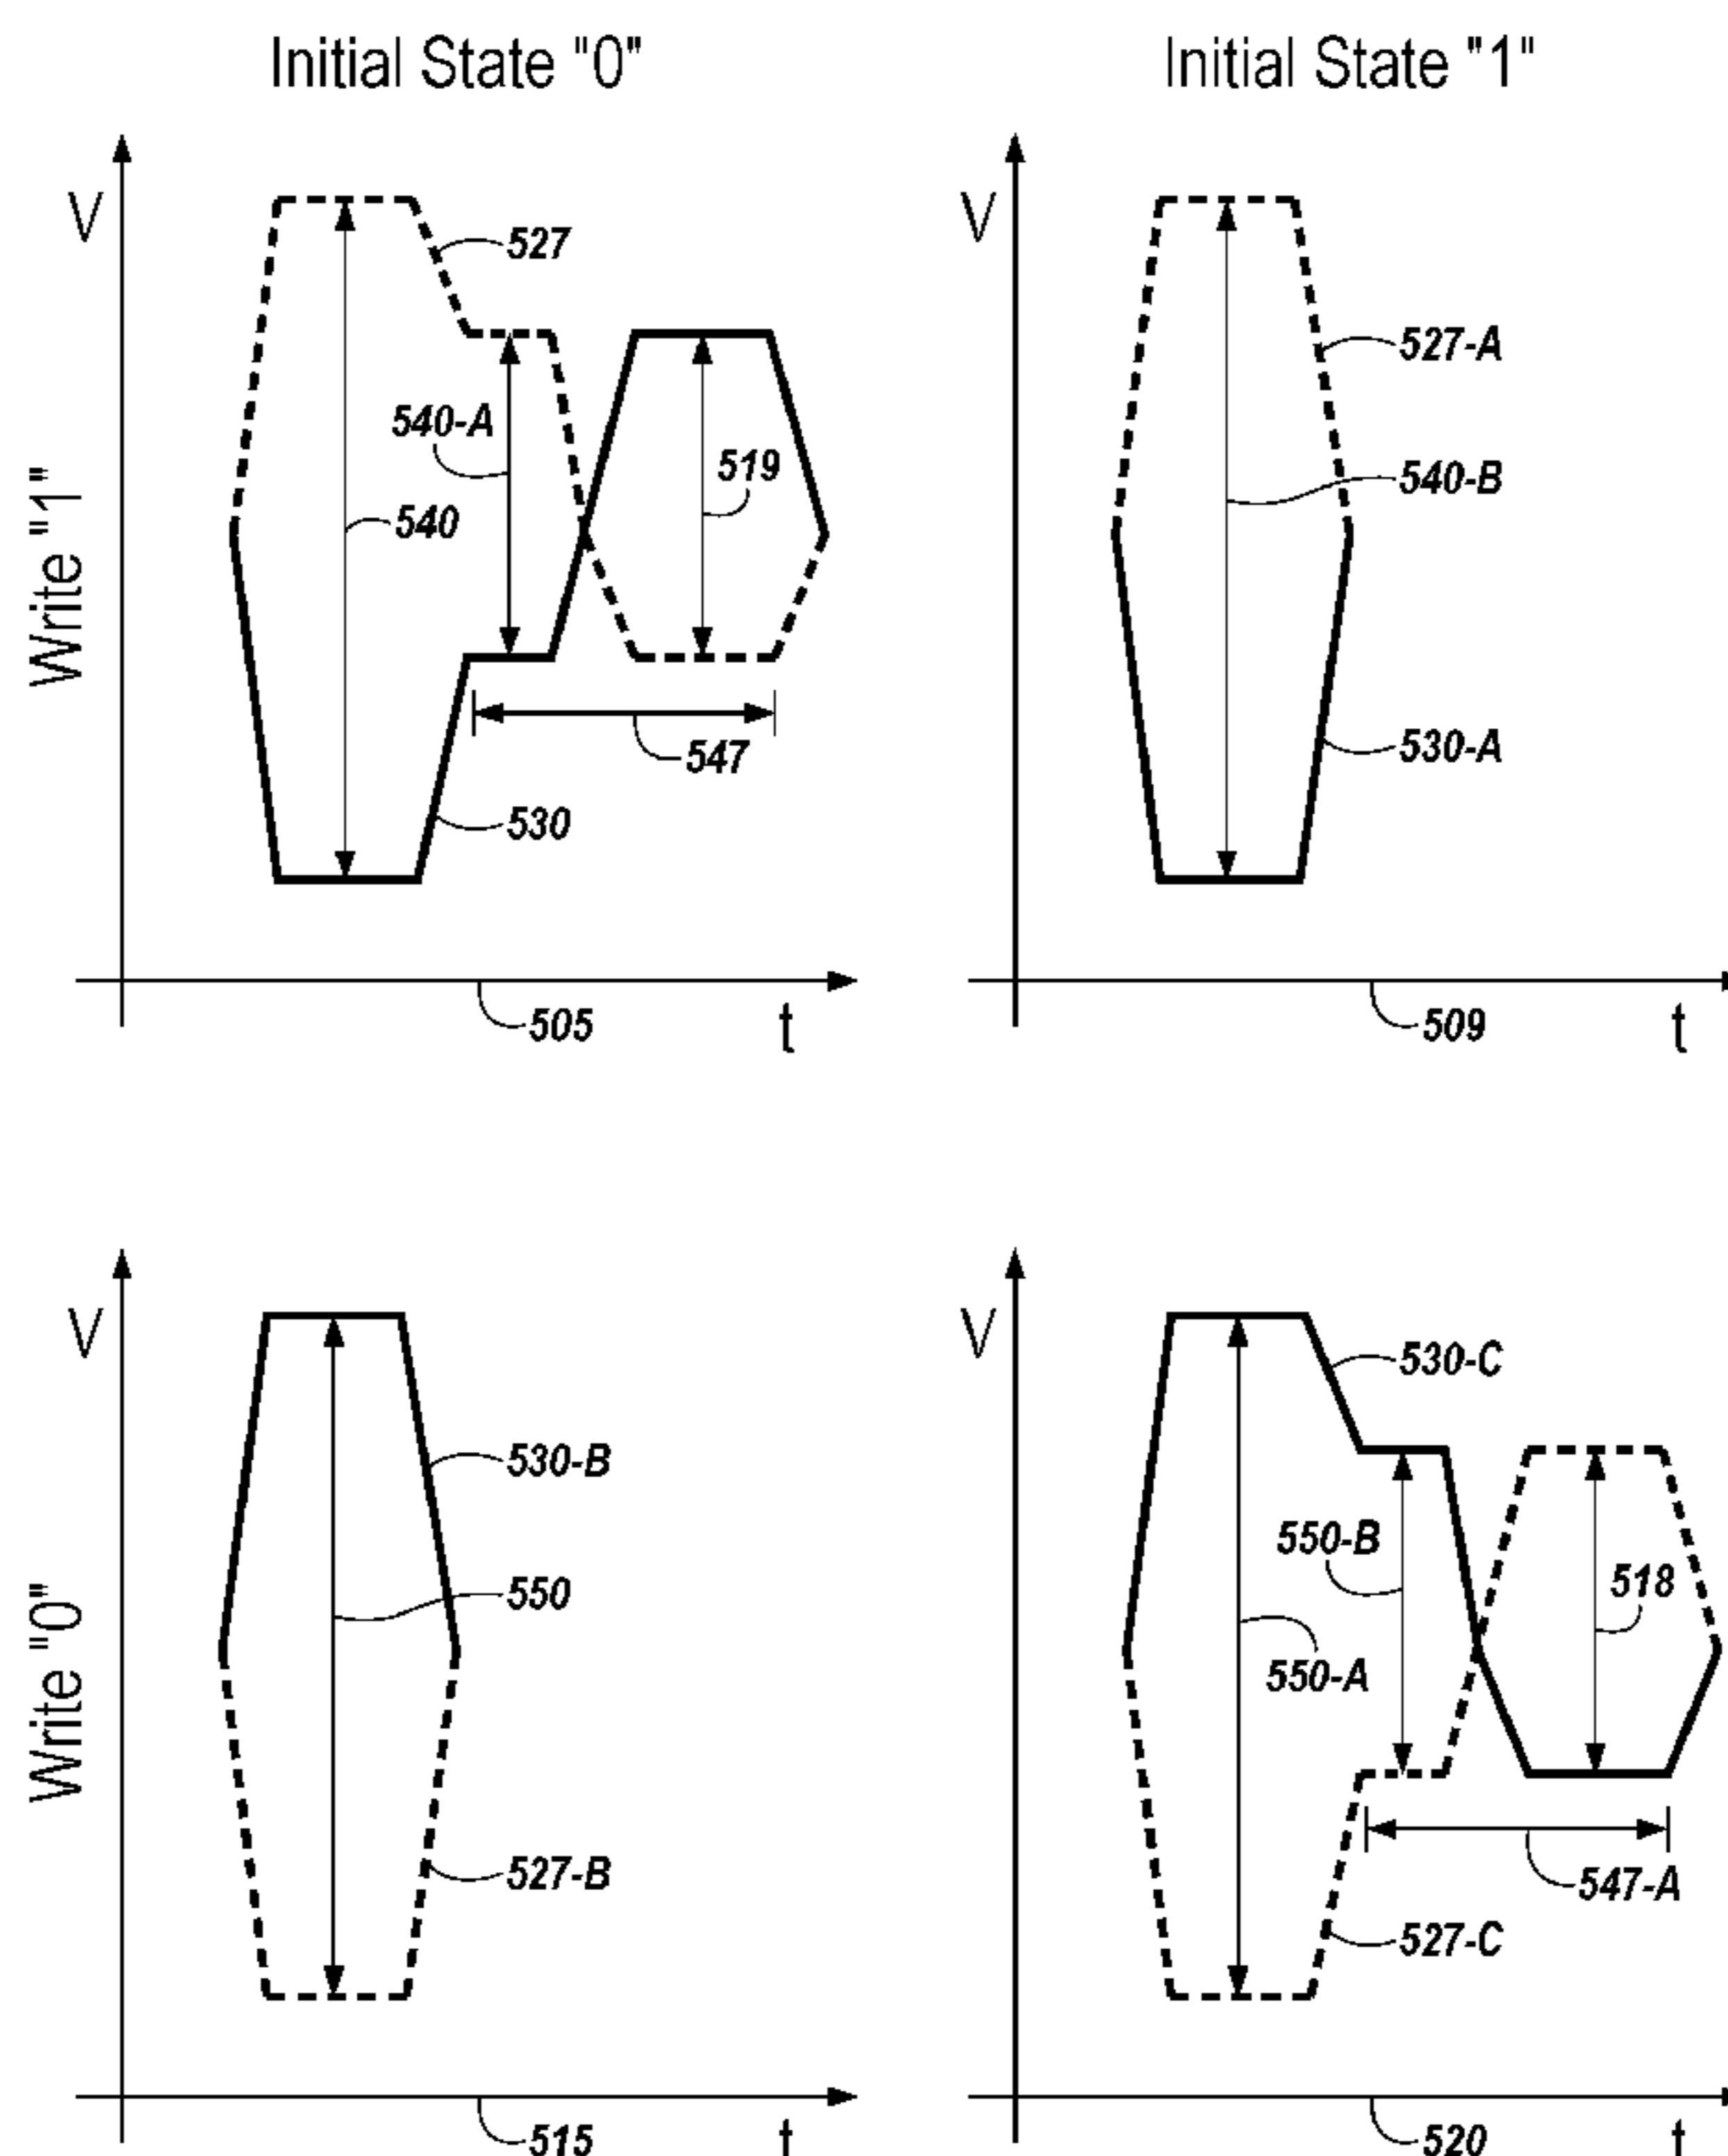 Initial State "0"
Initial State "1"
Write "1"
V
527
540-A
519
540
547
530
505
t
V
527-A
540-B
530-A
509
t
Write "0"
V
530-B
550
527-B
515
t
V
530-C
550-B
518
550-A
547-A
527-C
520
t